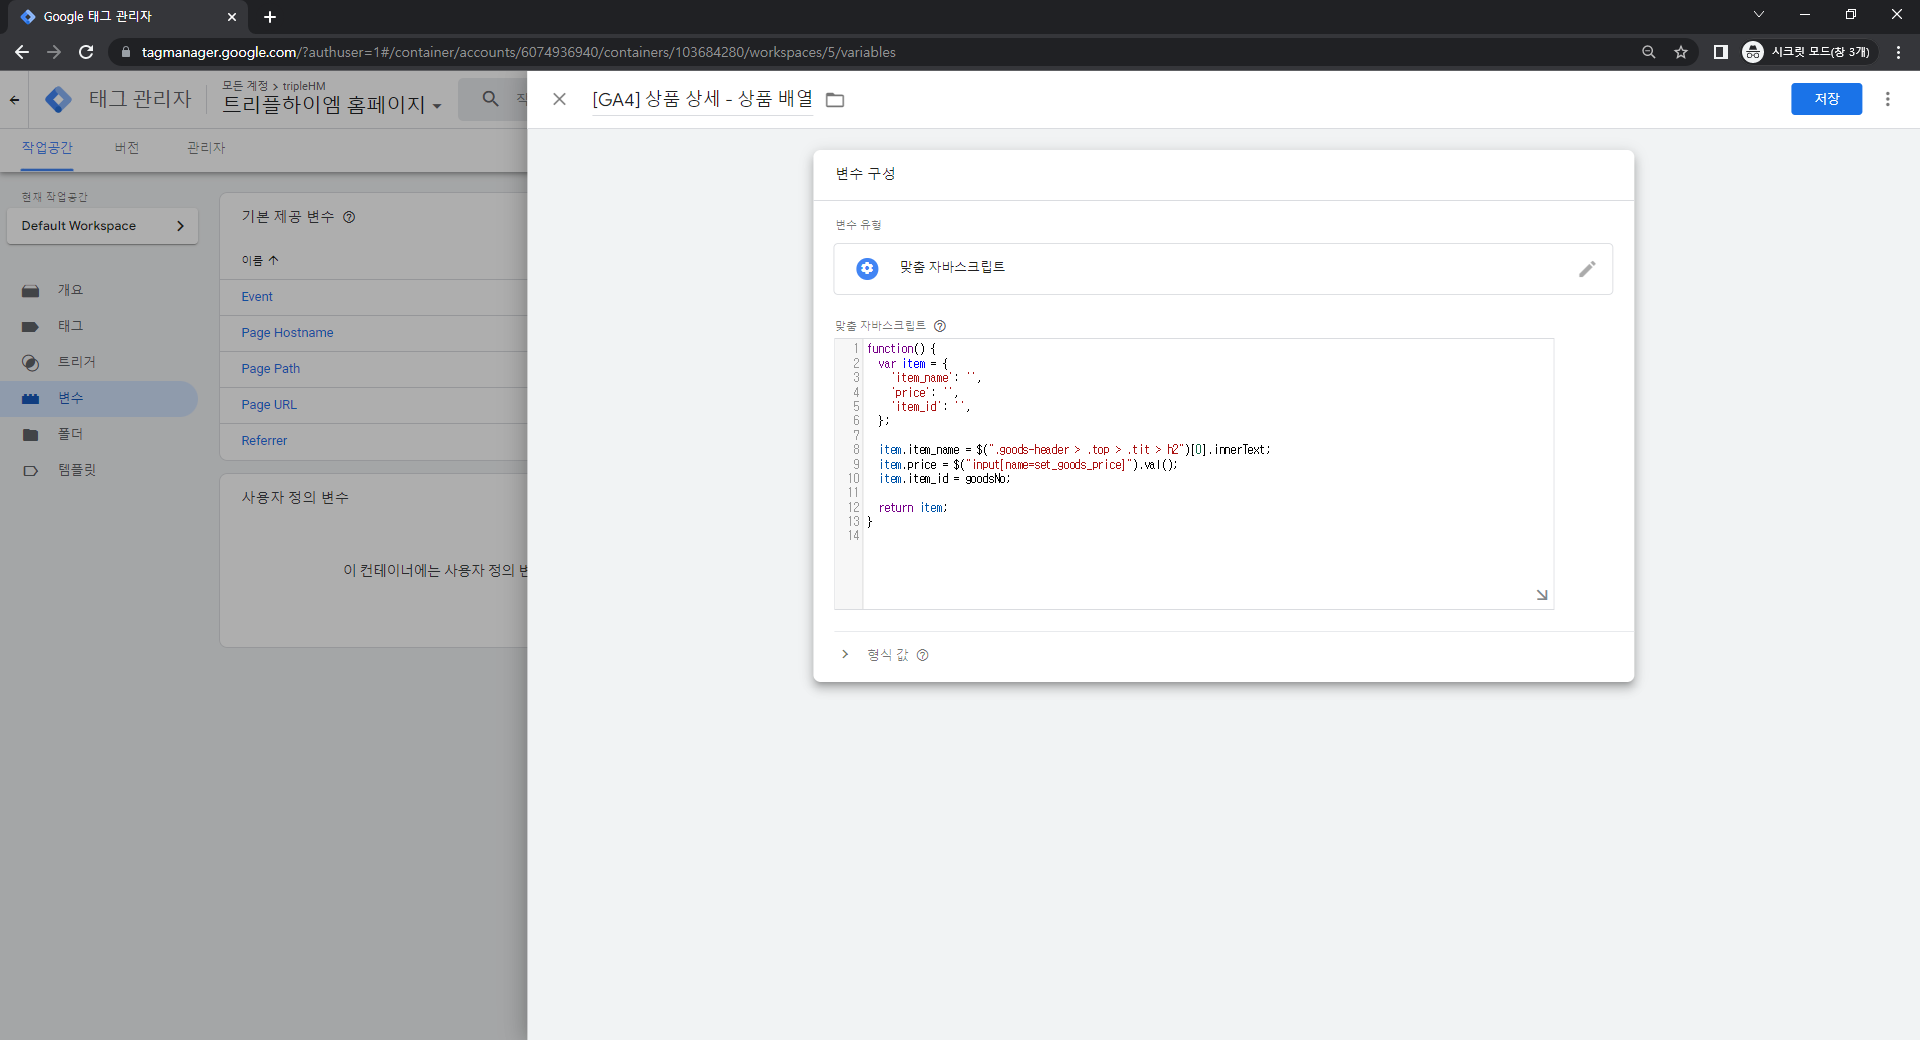 Google 태그 관리자
tagmanager.google.com/?authuser=1#/container/accounts/6074936940/containers/103684280/workspaces/5/variables
시크릿 모드(창 3개)
태그 관리자
모든 계정 > tripleHM
트리플하이엠 홈페이지
[GA4] 상품 상세 - 상품 배열
저장
작업공간
버전
관리자
현재 작업공간
Default Workspace
개요
태그
트리거
변수
폴더
템플릿
기본 제공 변수
이름
Event
Page Hostname
Page Path
Page URL
Referrer
사용자 정의 변수
이 컨테이너에는 사용자 정의
변수 구성
변수 유형
맞춤 자바스크립트
맞춤 자바스크립트
1 function() {
2 var item = {
3 'item_name': '',
4 'price': '',
5 'item_id': '',
6 };
7
8 item.item_name = $(".goods-header > .top > .tit > h2")[0].innerText;
9 item.price = $("input[name=set_goods_price]").val();
10 item.item_id = goodsNo;
11
12 return item;
13 }
14
형식 값